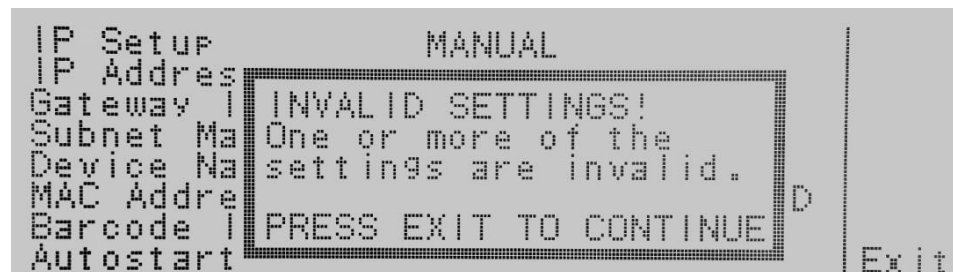 IP Setup MANUAL
IP Addres
Gateway I
Subnet Ma
Device Na
MAC Addre D
Barcode I
Autostart
INVALID SETTINGS!
One or more of the
settings are invalid.
PRESS EXIT TO CONTINUE
Exit